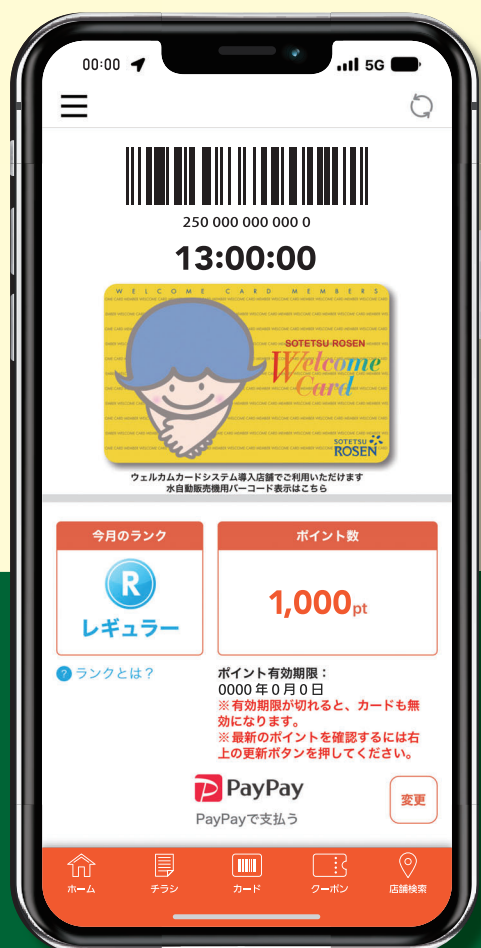 00:00
5G
250 000 000 000 0
13:00:00
WELCOME CARD MEMBERS
SOTETSU ROSEN
Welcome
Card
SOTETSU
ROSEN
ウェルカムカードシステム導入店舗でご利用いただけます
水自動販売機用バーコード表示はこちら
今月のランク
R
レギュラー
?ランクとは？
ポイント数
1,000pt
ポイント有効期限：
0000年0月0日
※有効期限が切れると、カードも無
効になります。
※最新のポイントを確認するには右
上の更新ボタンを押してください。
PayPay
PayPayで支払う
変更
ホーム
チラシ
カード
クーポン
店舗検索